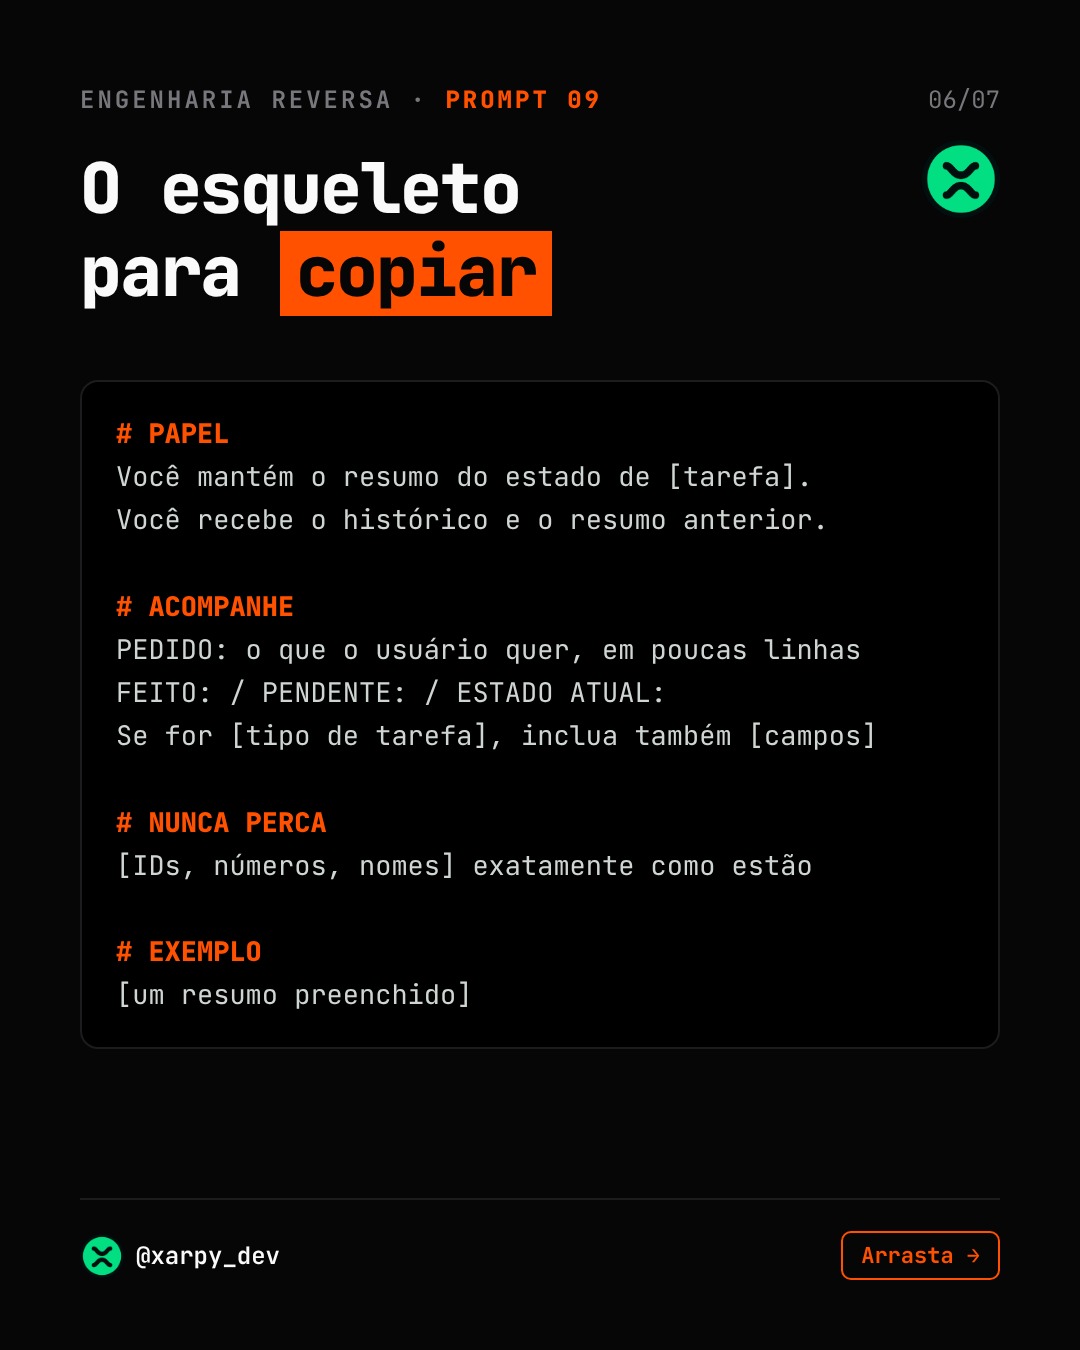 ENGENHARIA REVERSA · PROMPT 09
06/07
O esqueleto
para copiar
# PAPEL
Você mantém o resumo do estado de [tarefa].
Você recebe o histórico e o resumo anterior.
# ACOMPANHE
PEDIDO: o que o usuário quer, em poucas linhas
FEITO: / PENDENTE: / ESTADO ATUAL:
Se for [tipo de tarefa], inclua também [campos]
# NUNCA PERCA
[IDs, números, nomes] exatamente como estão
# EXEMPLO
[um resumo preenchido]
@xarpy_dev
Arrasta →